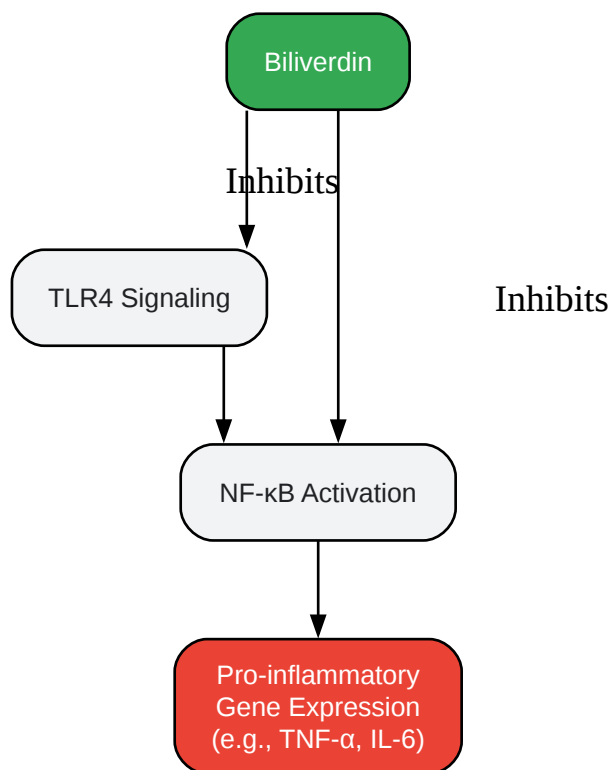 Biliverdin
Inhibits
TLR4 Signaling
Inhibits
NF-κB Activation
Pro-inflammatory
Gene Expression
(e.g., TNF-α, IL-6)